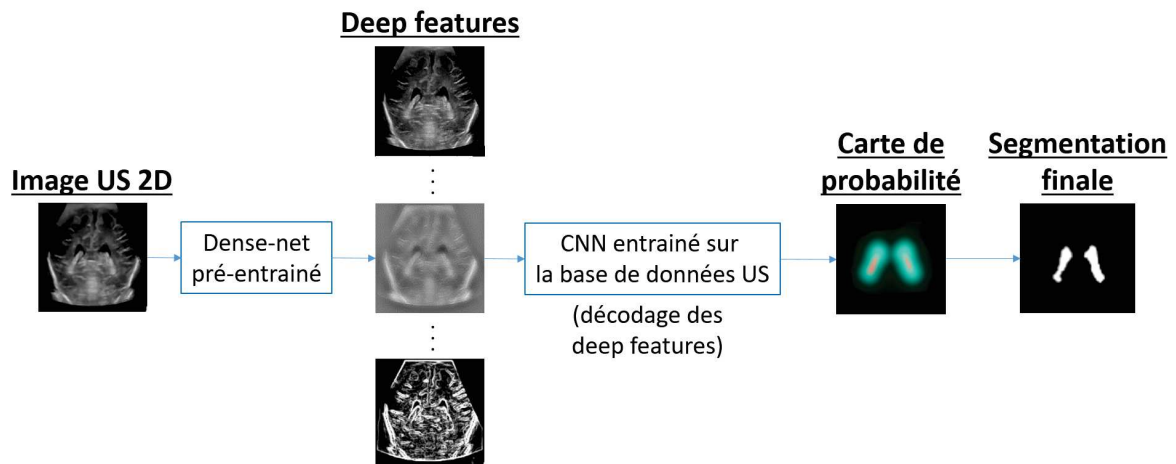 Deep features
Image US 2D
Dense-net
pré-entrainé
CNN entrainé sur
la base de données US
(décodage des
deep features)
Carte de
probabilité
Segmentation
finale